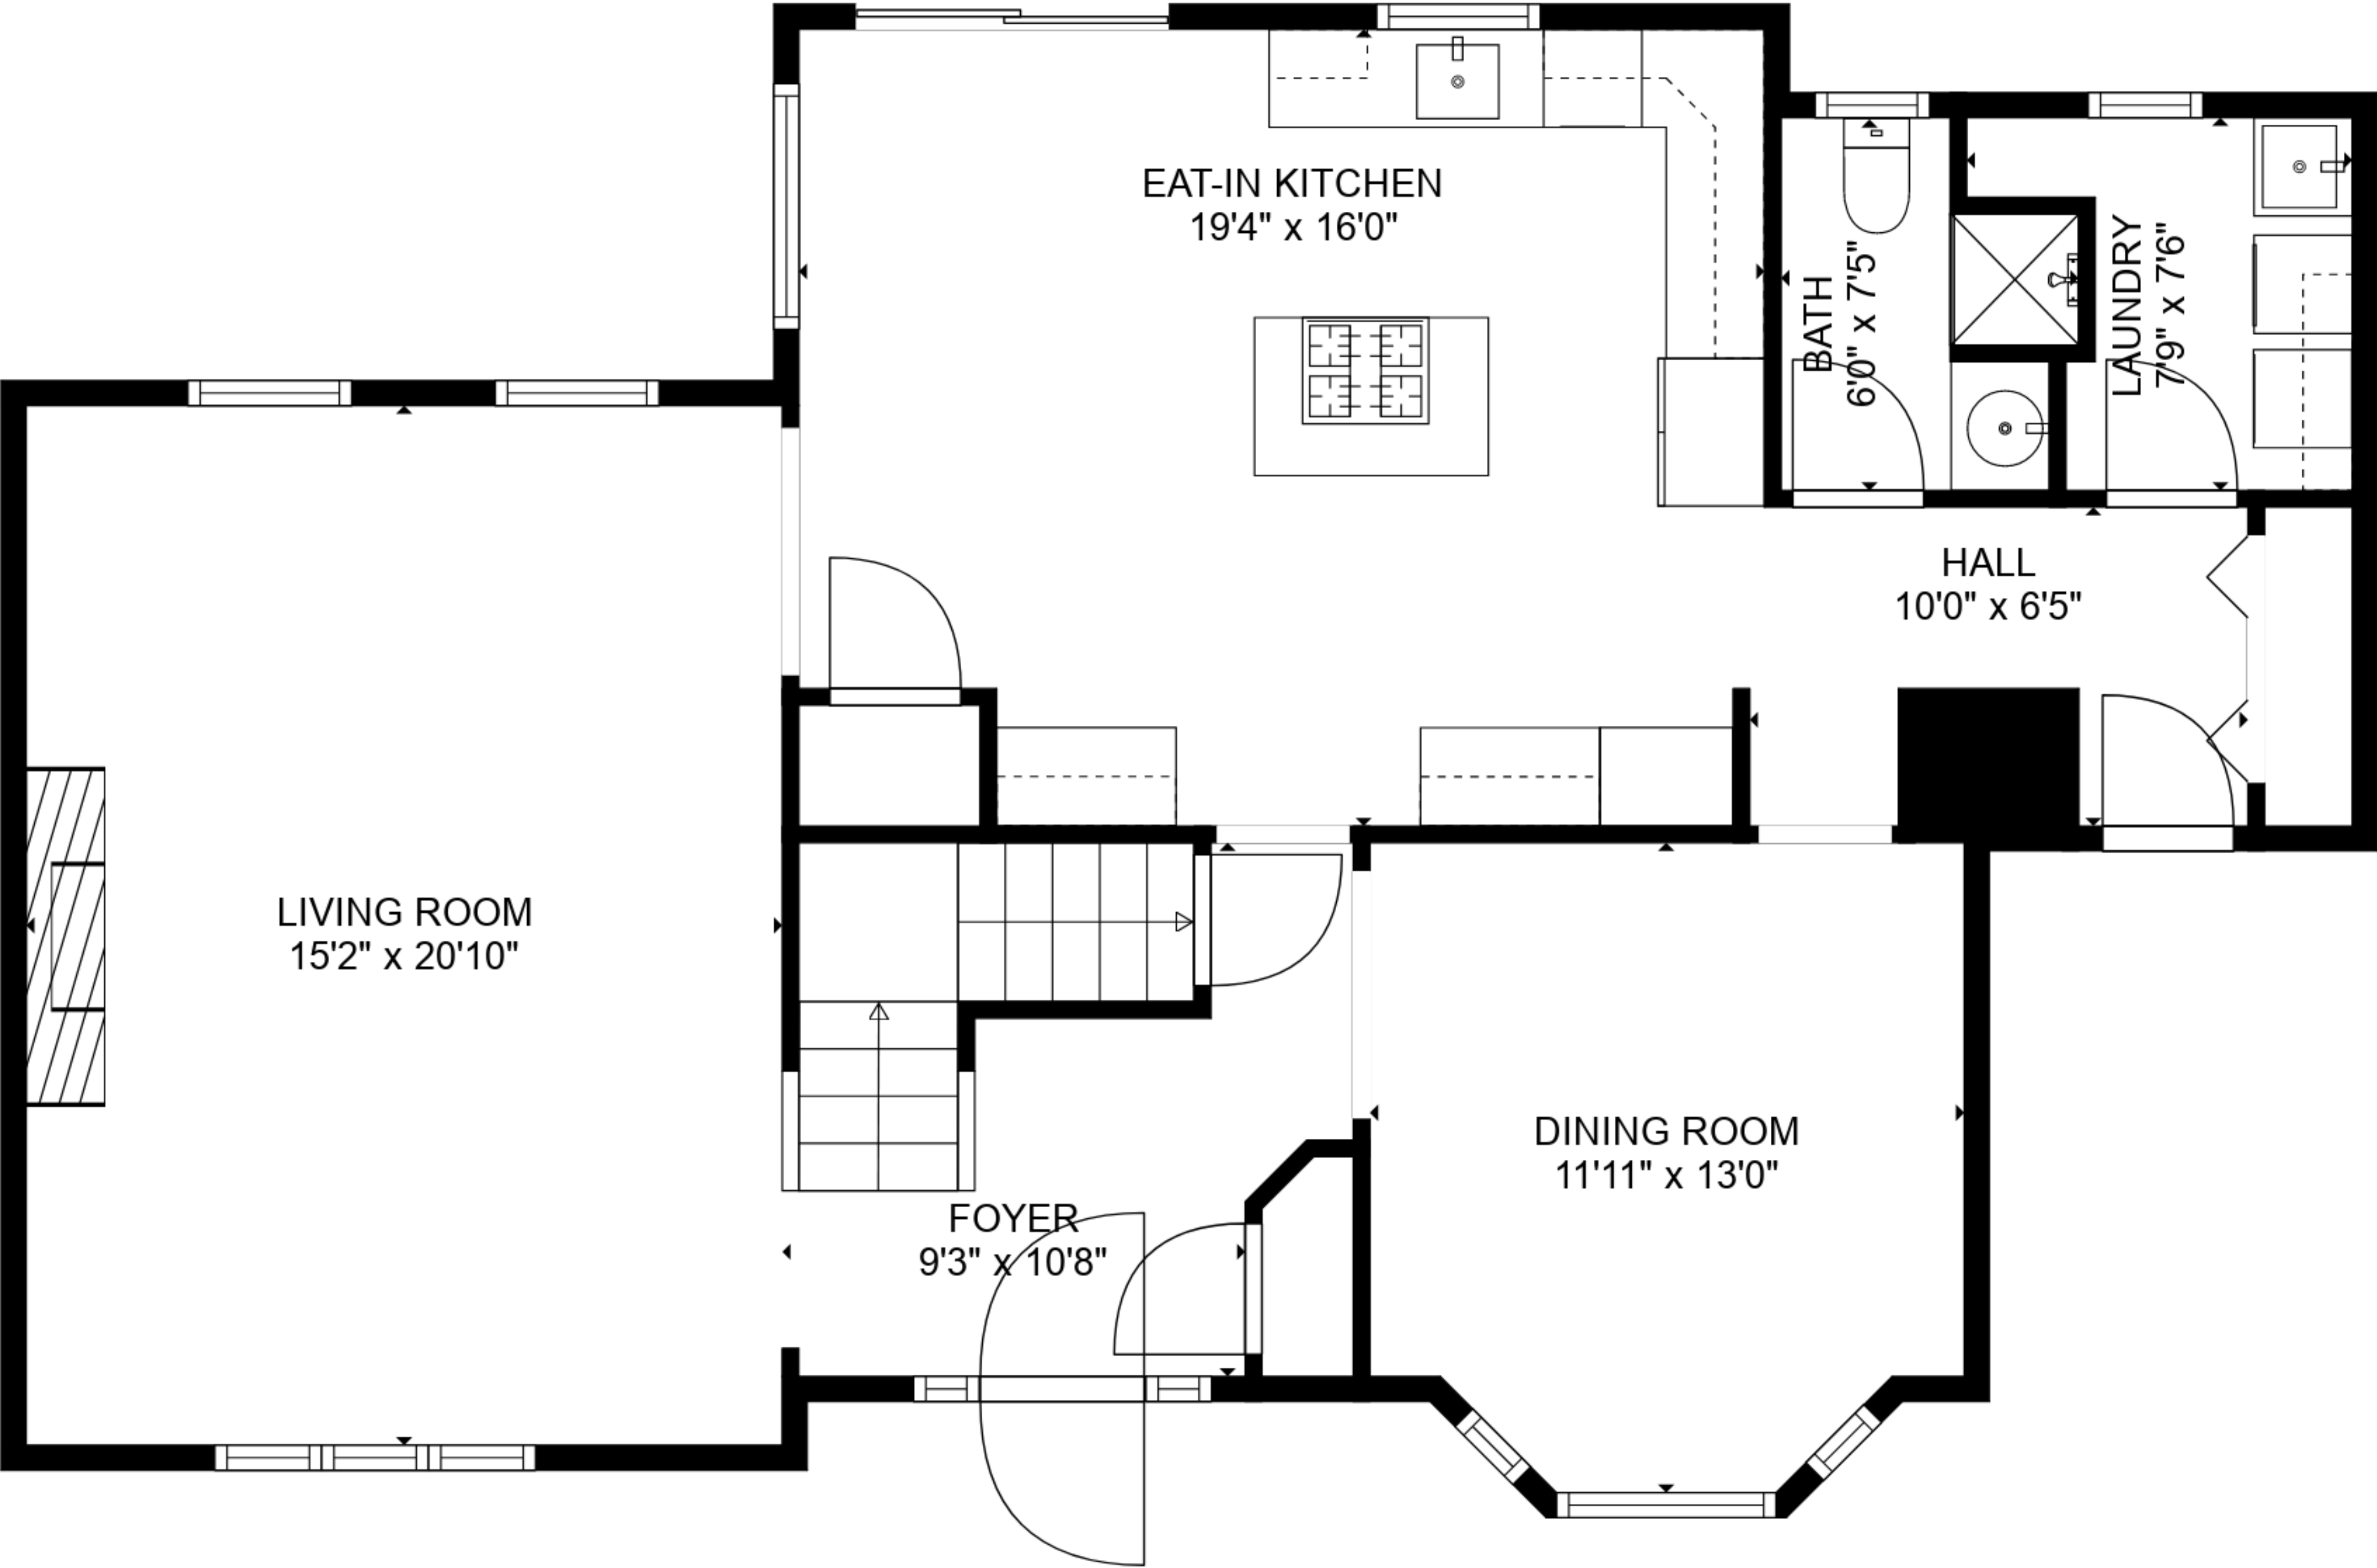 EAT-IN KITCHEN
19'4" x 16'0"
BATH
6'0" x 7'5"
LAUNDRY
7'9" x 7'6"
HALL
10'0" x 6'5"
LIVING ROOM
15'2" x 20'10"
DINING ROOM
11'11" x 13'0"
FOYER
9'3" x 10'8"